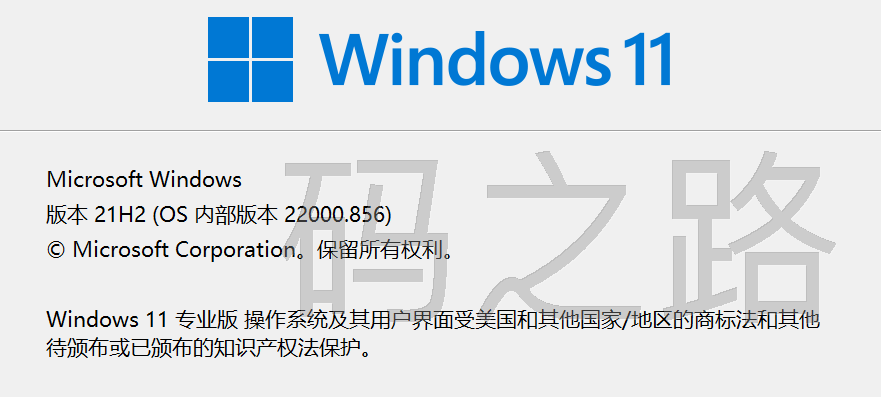 Windows 11
Microsoft Windows
版本 21H2 (OS 内部版本 22000.856)
© Microsoft Corporation。保留所有权利。
Windows 11 专业版 操作系统及其用户界面受美国和其他国家/地区的商标法和其他
待颁布或已颁布的知识产权法保护。
码之路